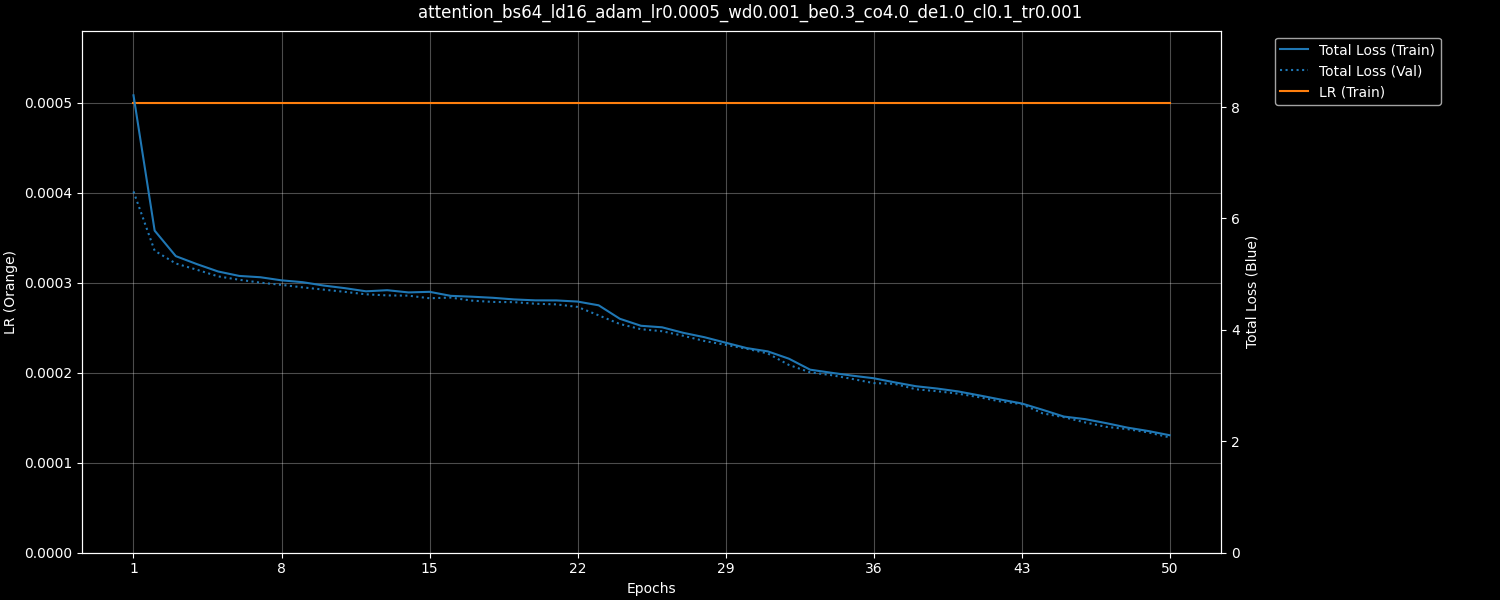 attention_bs64_ld16_adam_lr0.0005_wd0.001_be0.3_co4.0_de1.0_cl0.1_tr0.001
Total Loss (Train)
Total Loss (Val)
LR (Train)
LR (Orange)
0.0005
0.0004
0.0003
0.0002
0.0001
0.0000
8
6
4
2
0
Total Loss (Blue)
1 8 15 22 29 36 43 50
Epochs